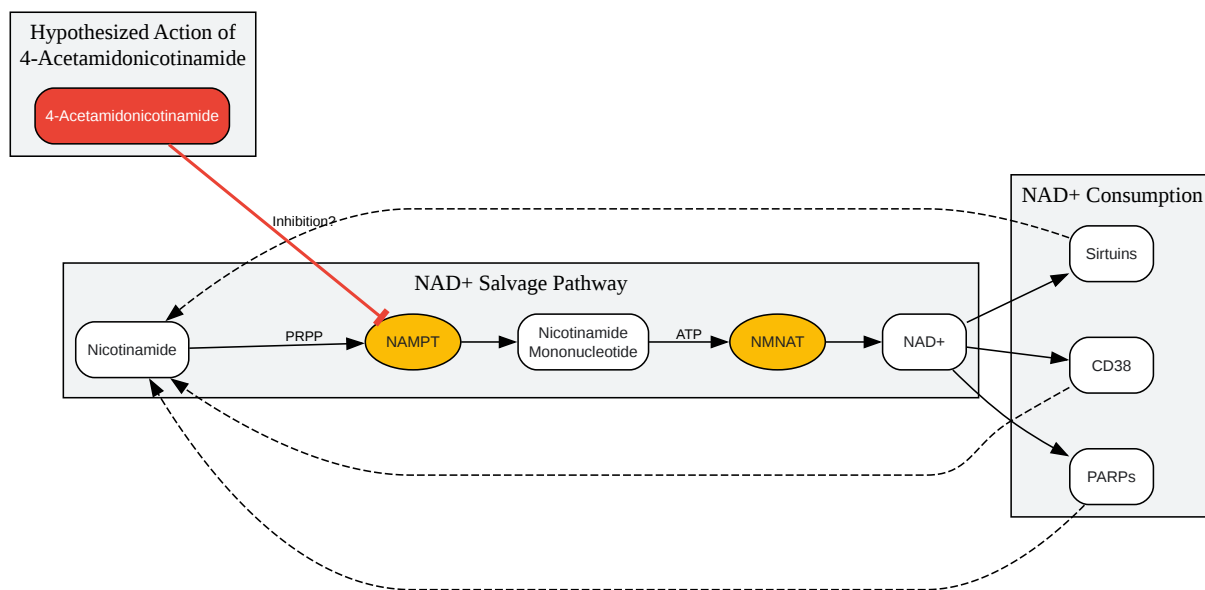 Hypothesized Action of
4-Acetamidonicotinamide
4-Acetamidonicotinamide
Inhibition?
NAD+ Consumption
Sirtuins
NAD+ Salvage Pathway
Nicotinamide
PRPP
NAMPT
Nicotinamide
Mononucleotide
ATP
NMNAT
NAD+
CD38
PARPs